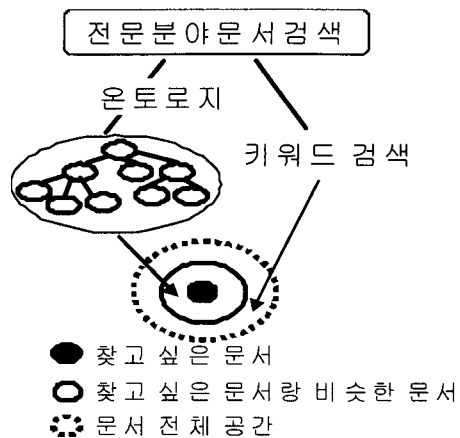 전문분야문서검색
온토로지
키워드 검색
찾고 싶은 문서
찾고 싶은 문서랑 비슷한 문서
문서 전체 공간